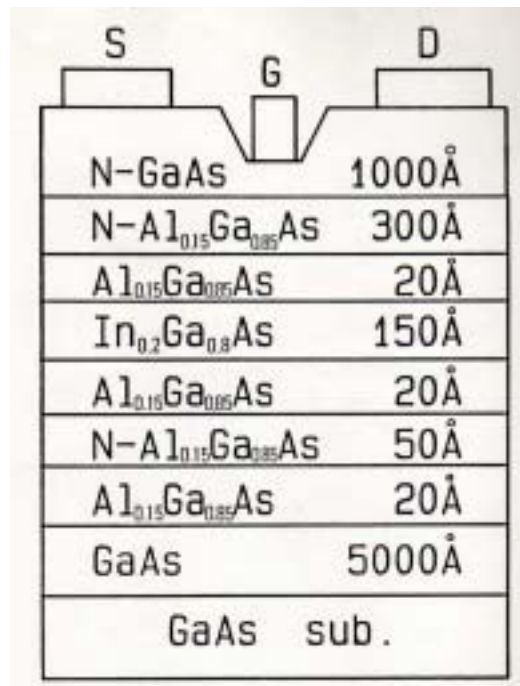 S
G
D
N-GaAs 1000Å
N-Al₀.₁₅Ga₀.₈₅As 300Å
Al₀.₁₅Ga₀.₈₅As 20Å
In₀.₂Ga₀.₈As 150Å
Al₀.₁₅Ga₀.₈₅As 20Å
N-Al₀.₁₅Ga₀.₈₅As 50Å
Al₀.₁₅Ga₀.₈₅As 20Å
GaAs 5000Å
GaAs sub.